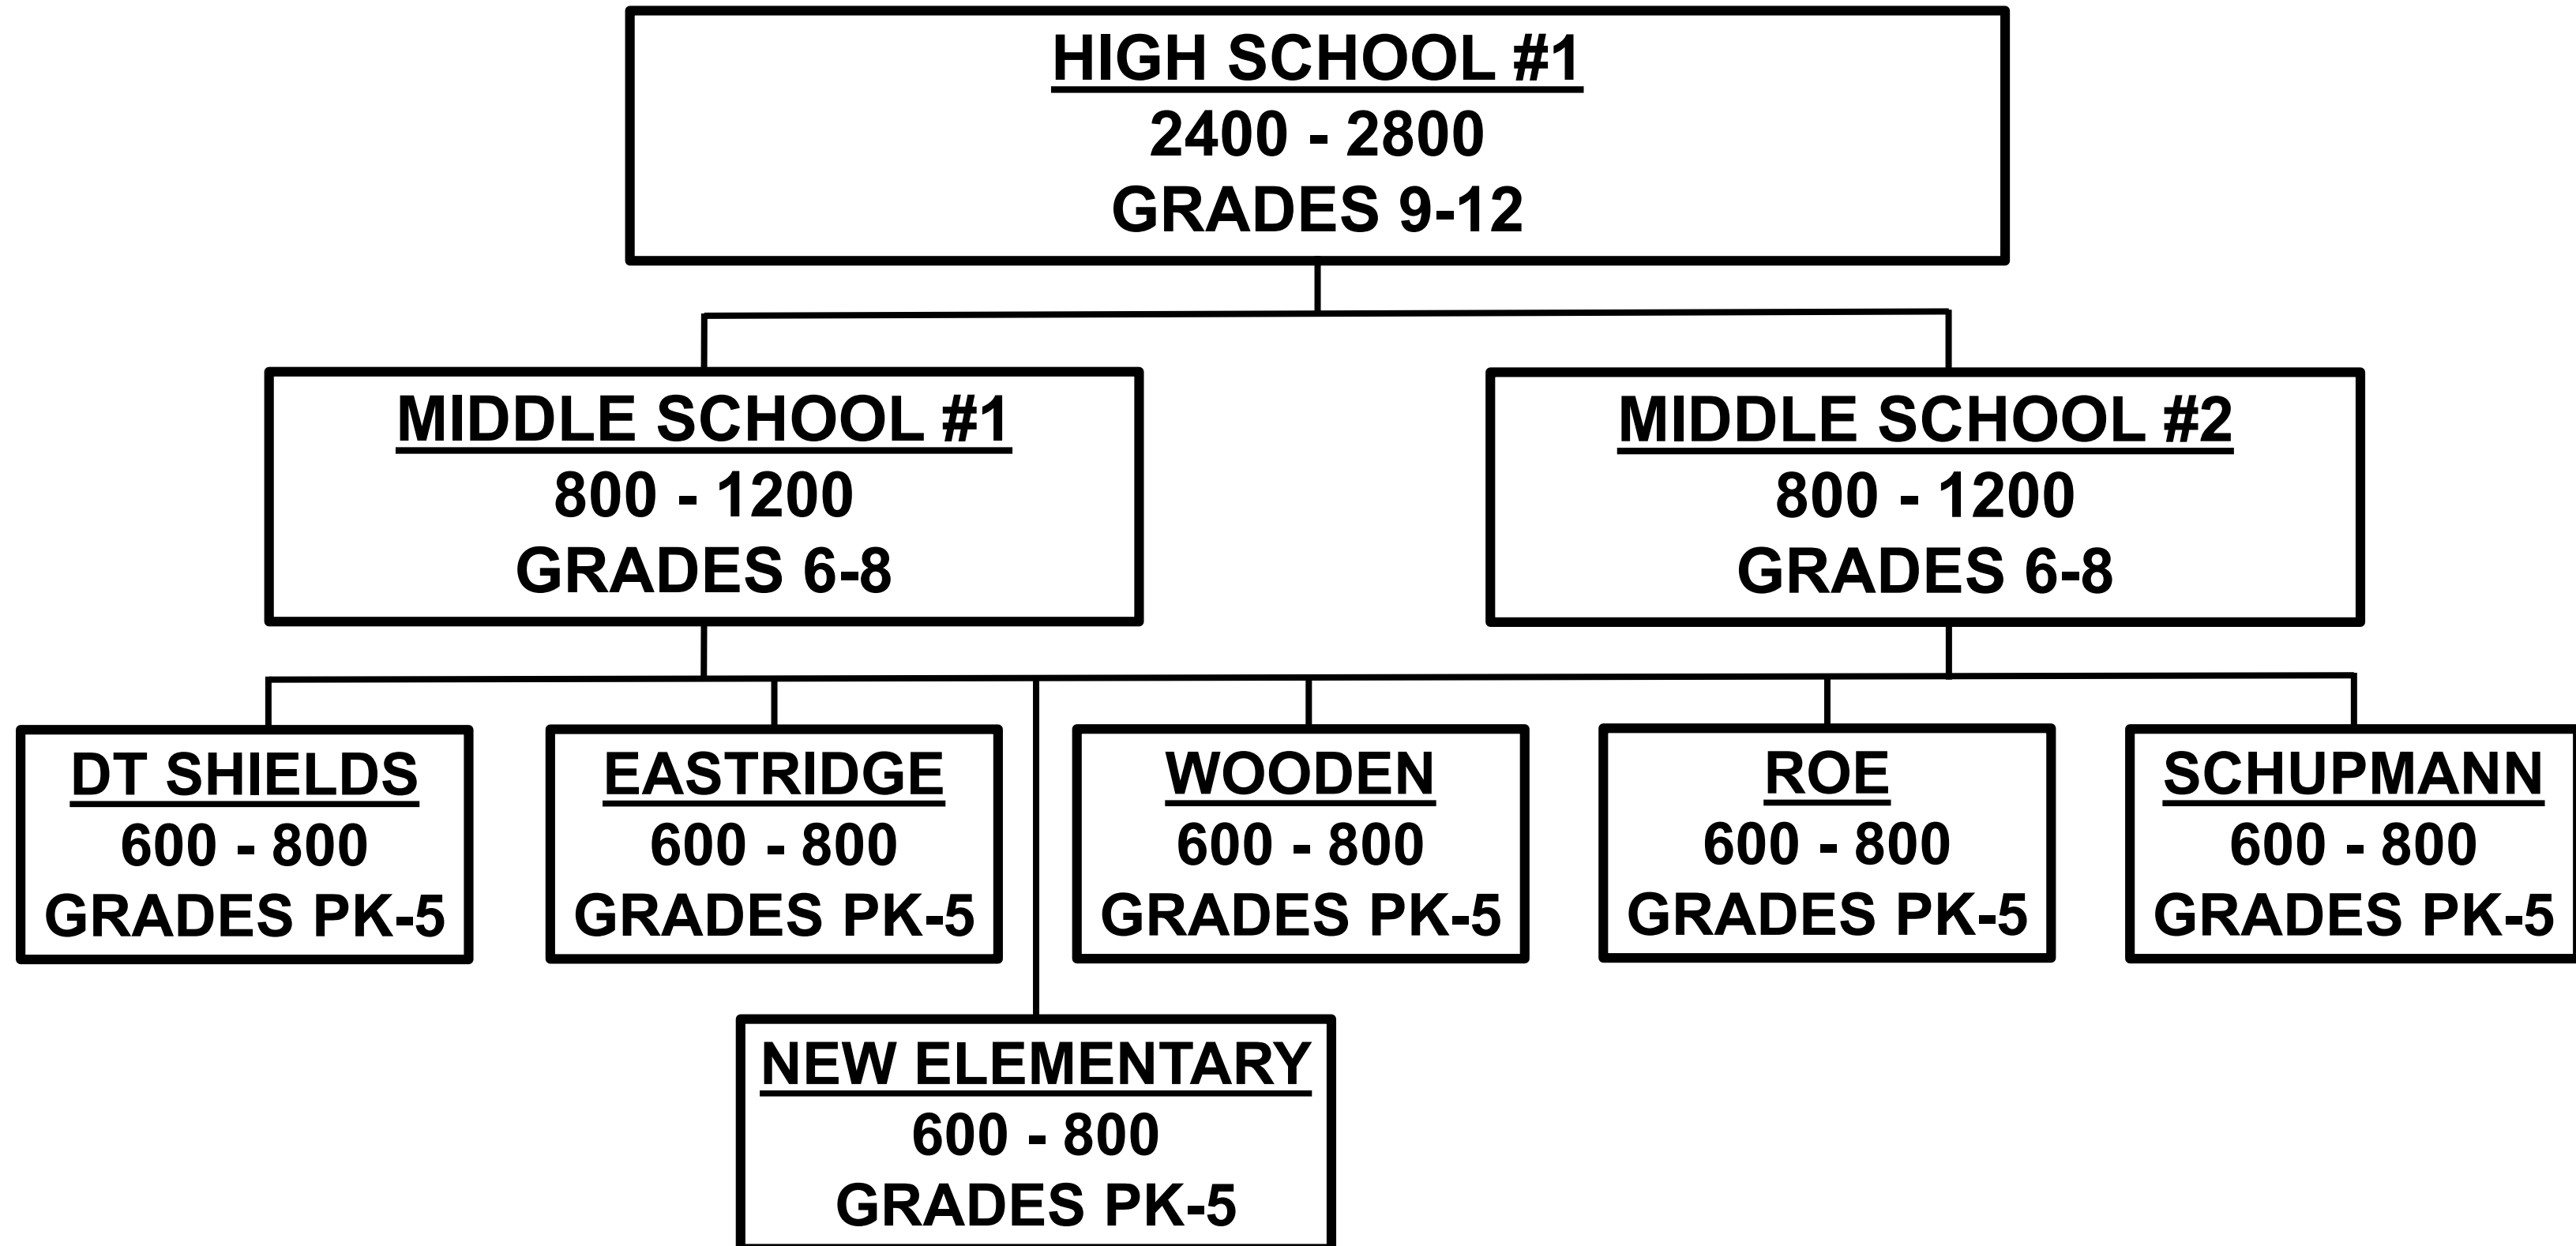 HIGH SCHOOL #1
2400 - 2800
GRADES 9-12
MIDDLE SCHOOL #1
800 - 1200
GRADES 6-8
MIDDLE SCHOOL #2
800 - 1200
GRADES 6-8
DT SHIELDS
600 - 800
GRADES PK-5
EASTRIDGE
600 - 800
GRADES PK-5
WOODEN
600 - 800
GRADES PK-5
ROE
600 - 800
GRADES PK-5
SCHUPMANN
600 - 800
GRADES PK-5
NEW ELEMENTARY
600 - 800
GRADES PK-5